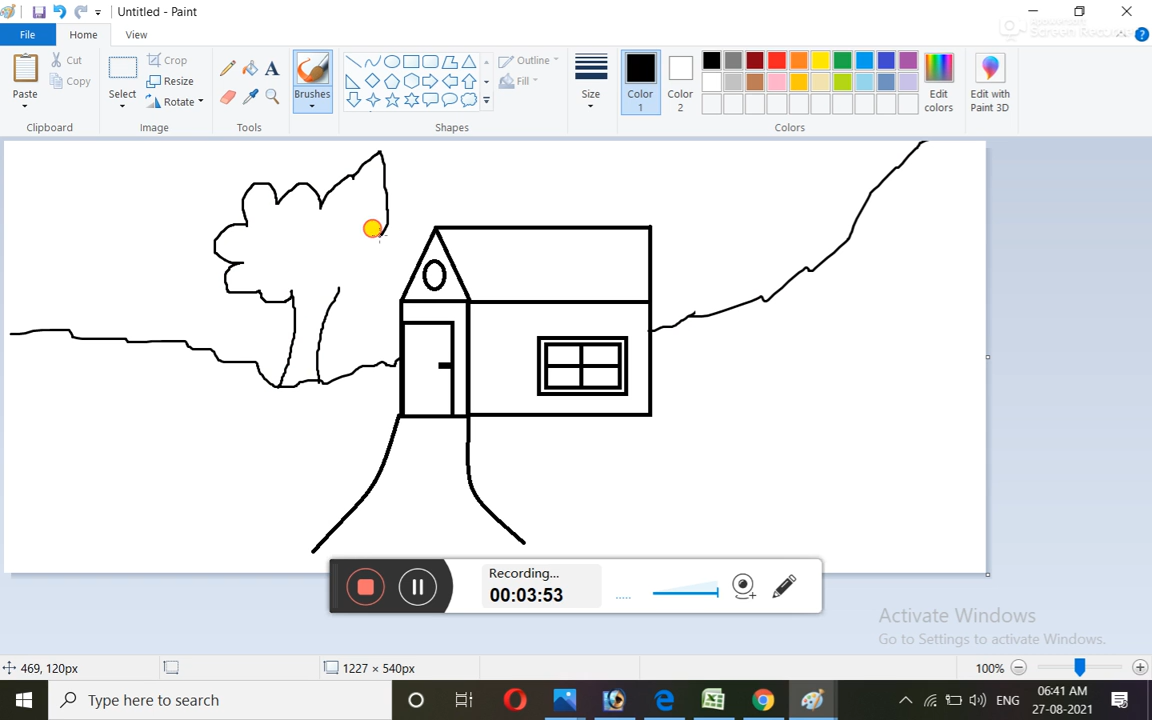 Untitled - Paint
Apowersoft
Screen Recorder
File
Home
View
Paste
Cut
Copy
Clipboard
Select
Crop
Resize
Rotate
Image
A
Tools
Brushes
Outline
Fill
Shapes
Size
Color
1
Color
2
Edit
colors
Edit with
Paint 3D
Colors
?
Recording...
00:03:53
Activate Windows
Go to Settings to activate Windows.
469, 120px
1227 × 540px
100%
Type here to search
ENG
06:41 AM
27-08-2021